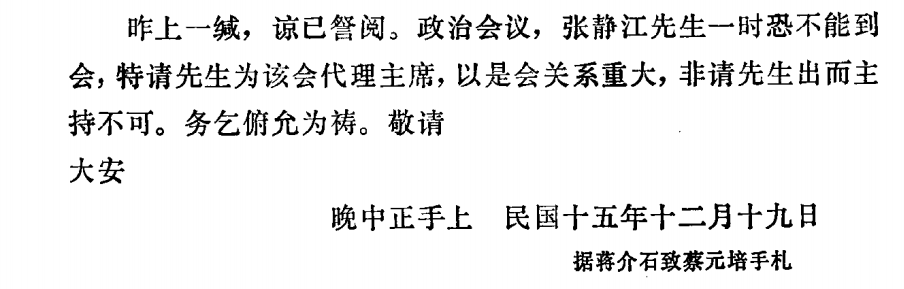 昨上一缄，谅已詧阅。政治会议，张静江先生一时恐不能到
会，特请先生为该会代理主席，以是会关系重大，非请先生出而主
持不可。务乞俯允为祷。敬请
大安
晚中正手上　民国十五年十二月十九日
据蒋介石致蔡元培手札